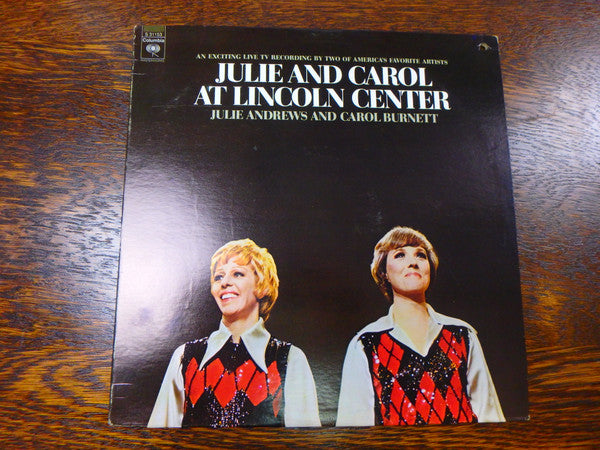 S 31153
Columbia
AN EXCITING LIVE TV RECORDING BY TWO OF AMERICA'S FAVORITE ARTISTS
JULIE AND CAROL
AT LINCOLN CENTER
JULIE ANDREWS AND CAROL BURNETT